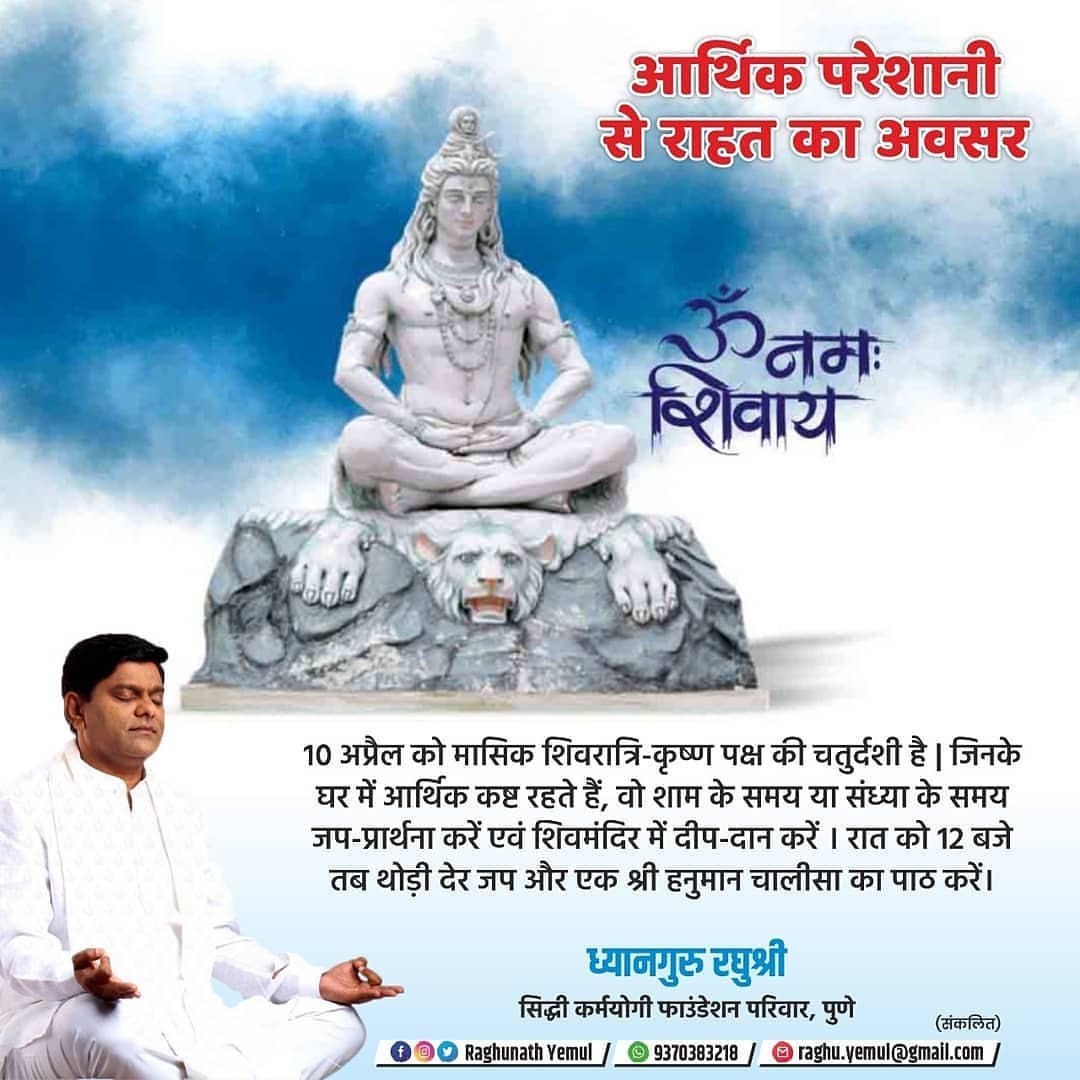 आर्थिक परेशानी
से राहत का अवसर
ॐ नमः
शिवाय
10 अप्रैल को मासिक शिवरात्रि-कृष्ण पक्ष की चतुर्दशी है | जिनके
घर में आर्थिक कष्ट रहते हैं, वो शाम के समय या संध्या के समय
जप-प्रार्थना करें एवं शिवमंदिर में दीप-दान करें । रात को 12 बजे
तब थोड़ी देर जप और एक श्री हनुमान चालीसा का पाठ करें।
ध्यानगुरु रघुश्री
सिद्धी कर्मयोगी फाउंडेशन परिवार, पुणे
(संकलित)
Raghunath Yemul / 9370383218 / raghu.yemul@gmail.com /